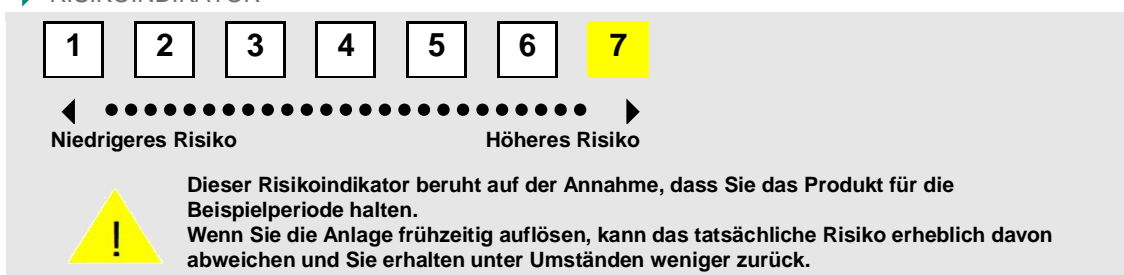 RISIKOINDIKATOR
1 2 3 4 5 6 7
Niedrigeres Risiko Höheres Risiko
Dieser Risikoindikator beruht auf der Annahme, dass Sie das Produkt für die
Beispielperiode halten.
! Wenn Sie die Anlage frühzeitig auflösen, kann das tatsächliche Risiko erheblich davon
abweichen und Sie erhalten unter Umständen weniger zurück.